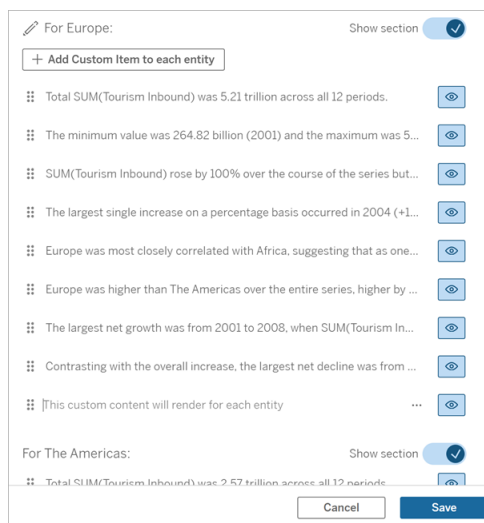 For Europe:
Show section
+ Add Custom Item to each entity
Total SUM(Tourism Inbound) was 5.21 trillion across all 12 periods.
The minimum value was 264.82 billion (2001) and the maximum was 5...
SUM(Tourism Inbound) rose by 100% over the course of the series but...
The largest single increase on a percentage basis occurred in 2004 (+1...
Europe was most closely correlated with Africa, suggesting that as one...
Europe was higher than The Americas over the entire series, higher by ...
The largest net growth was from 2001 to 2008, when SUM(Tourism In...
Contrasting with the overall increase, the largest net decline was from ...
This custom content will render for each entity ...
For The Americas:
Show section
Total SUM(Tourism Inbound) was 2.57 trillion across all 12 periods
Cancel
Save